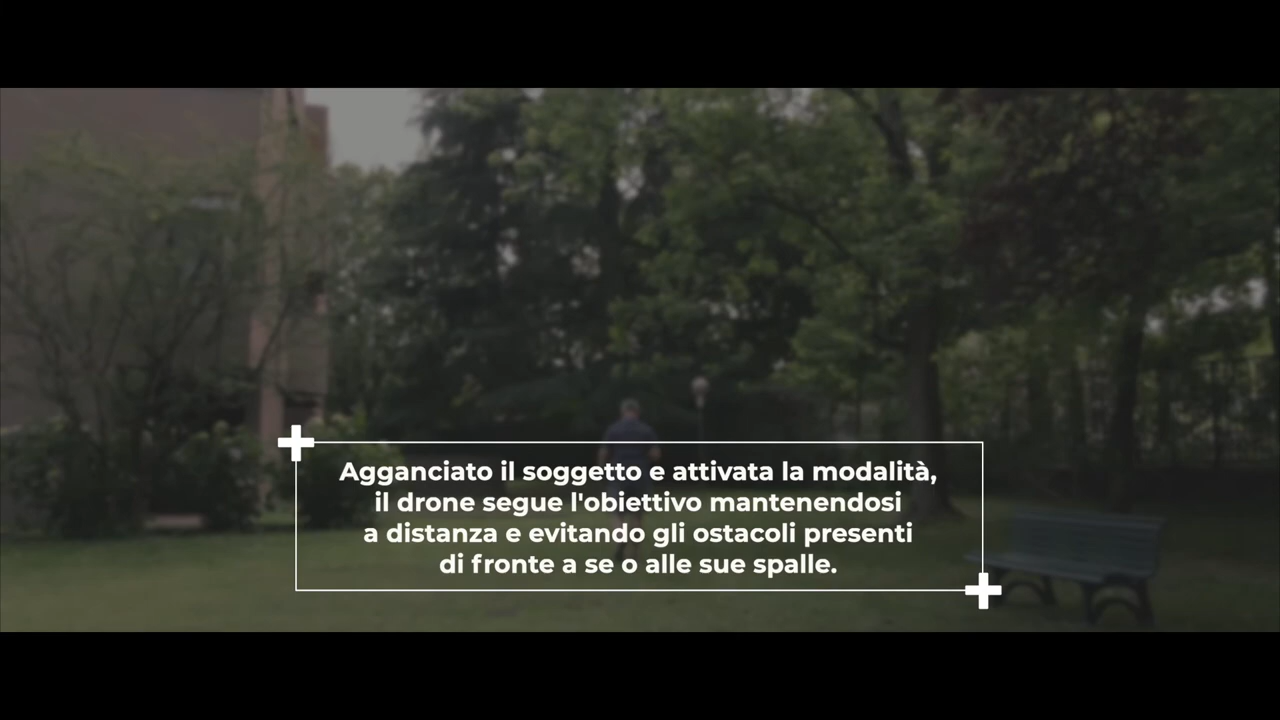 Agganciato il soggetto e attivata la modalità,
il drone segue l'obiettivo mantenendosi
a distanza e evitando gli ostacoli presenti
di fronte a se o alle sue spalle.